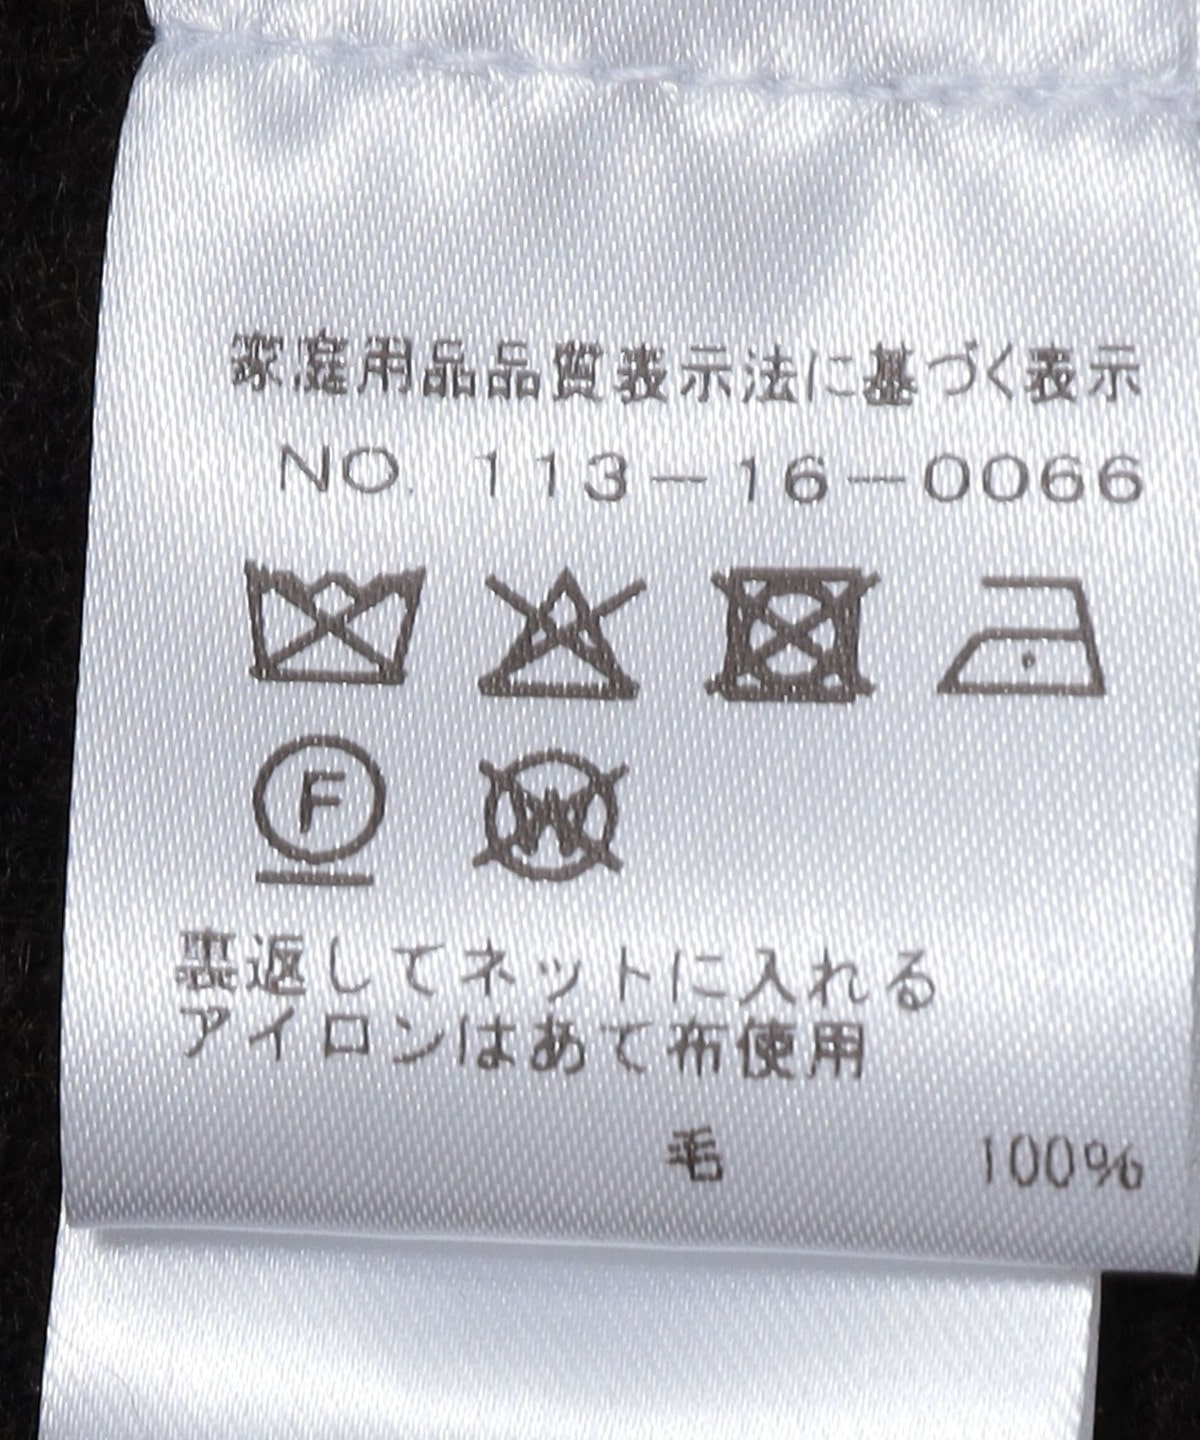 家庭用品品質表示法に基づく表示
NO. 113-16-0066
F W
裏返してネットに入れる
アイロンはあて布使用
毛 100%